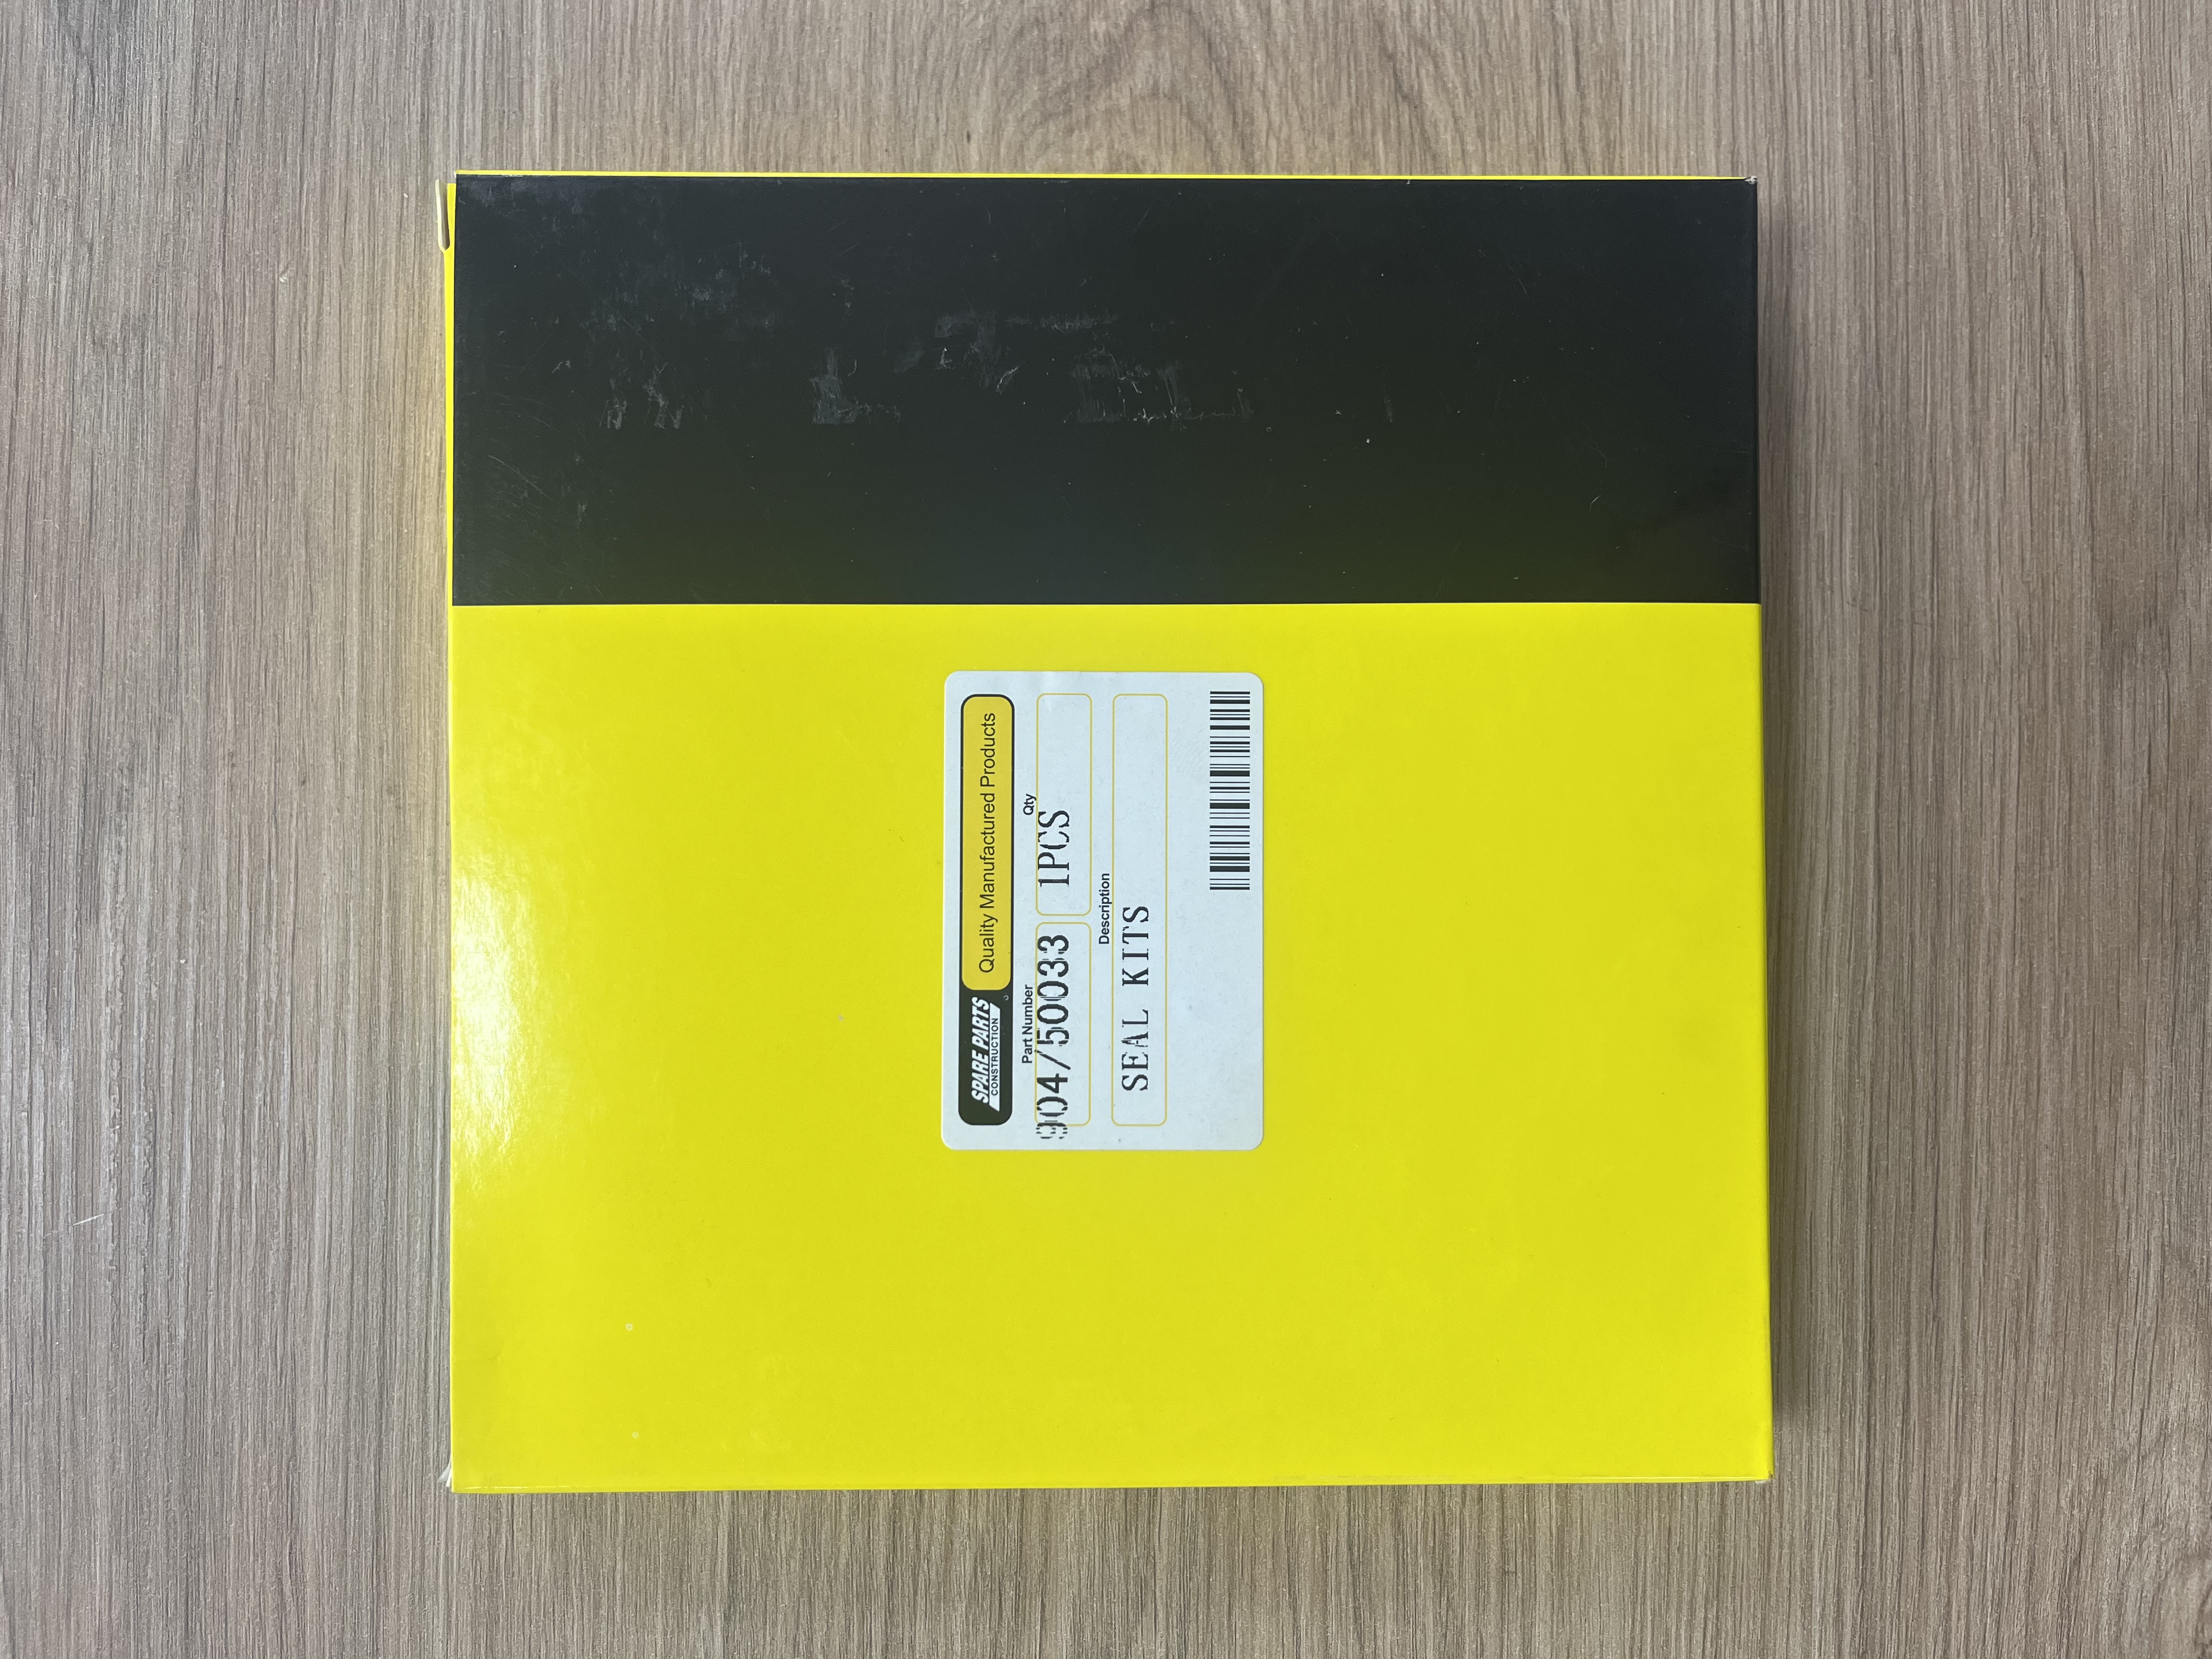 SPARE PARTS
CONSTRUCTION
Quality Manufactured Products
Part Number
Qty
904/50033
1PCS
Description
SEAL KITS